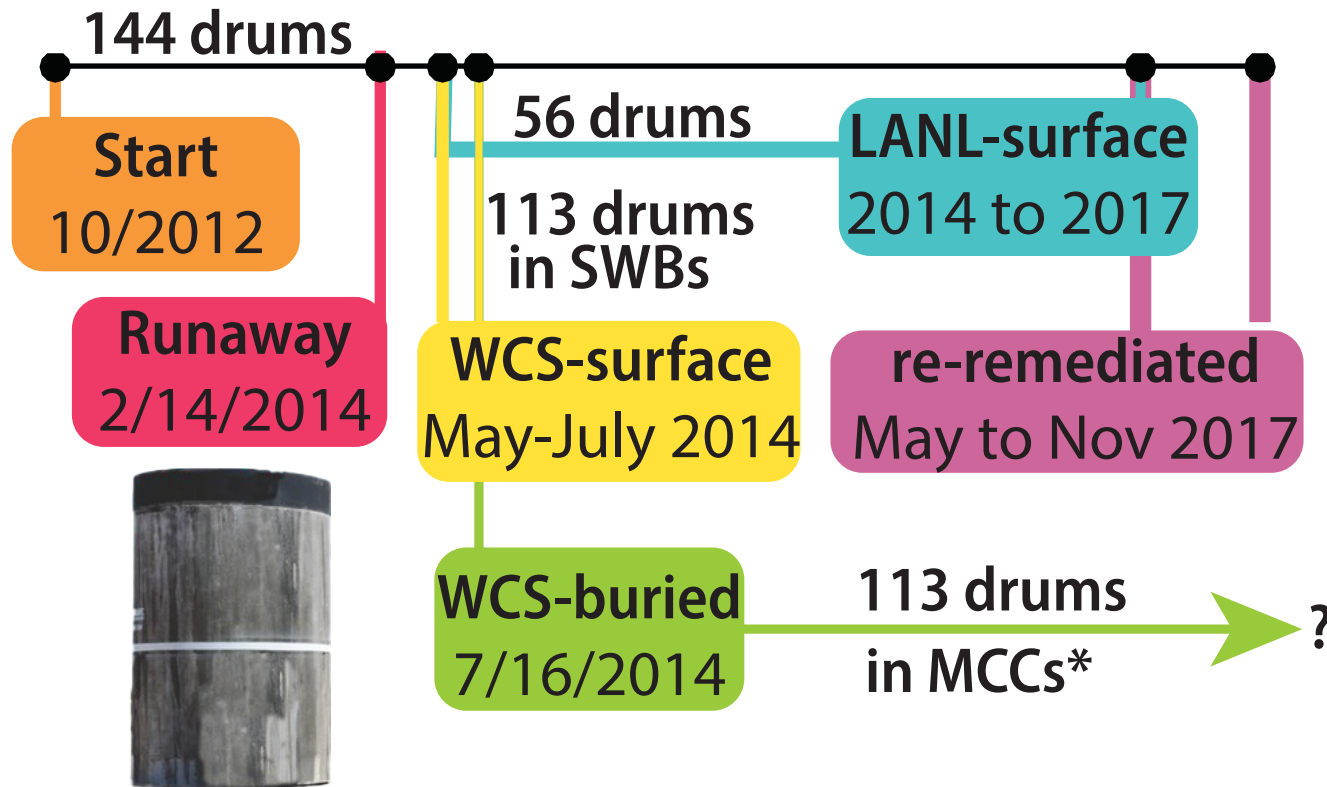 144 drums
Start
10/2012
Runaway
2/14/2014
56 drums
113 drums
in SWBs
LANL-surface
2014 to 2017
WCS-surface
May-July 2014
re-remediated
May to Nov 2017
WCS-buried
7/16/2014
113 drums
in MCCs*
?